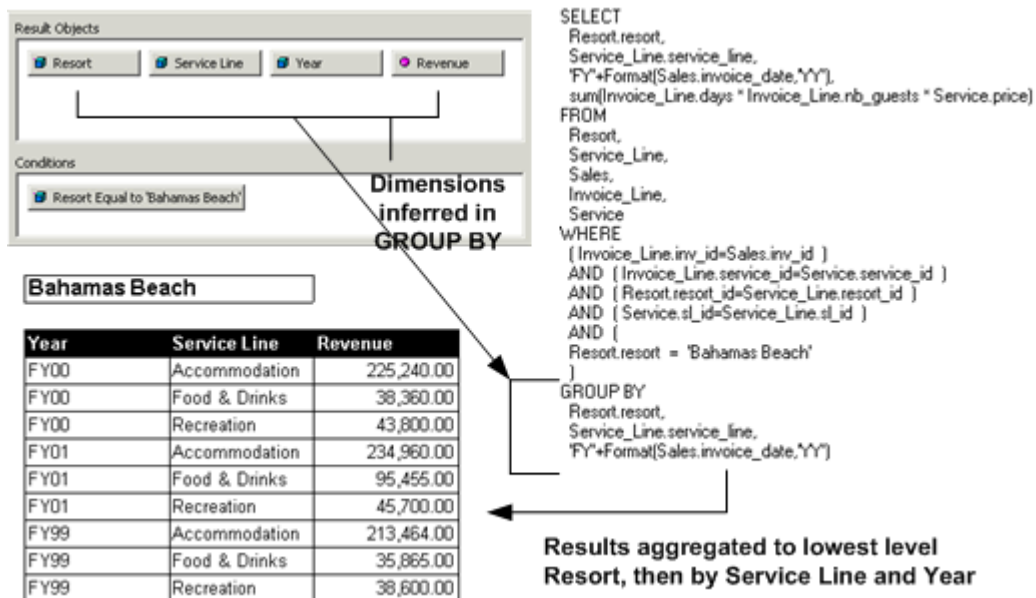 Result Objects
Resort Service Line Year Revenue
Conditions
Resort Equal to 'Bahamas Beach'
Dimensions
inferred in
GROUP BY
Bahamas Beach
Year Service Line Revenue
FY00 Accommodation 225,240.00
FY00 Food & Drinks 38,360.00
FY00 Recreation 43,800.00
FY01 Accommodation 234,960.00
FY01 Food & Drinks 95,455.00
FY01 Recreation 45,700.00
FY99 Accommodation 213,464.00
FY99 Food & Drinks 35,865.00
FY99 Recreation 38,600.00
SELECT
Resort.resort,
Service_Line.service_line,
'FY'+Format(Sales.invoice_date,'YY'),
sum(Invoice_Line.days * Invoice_Line.nb_guests * Service.price)
FROM
Resort,
Service_Line,
Sales,
Invoice_Line,
Service
WHERE
( Invoice_Line.inv_id=Sales.inv_id )
AND ( Invoice_Line.service_id=Service.service_id )
AND ( Resort.resort_id=Service_Line.resort_id )
AND ( Service.sl_id=Service_Line.sl_id )
AND (
Resort.resort = 'Bahamas Beach'
)
GROUP BY
Resort.resort,
Service_Line.service_line,
'FY'+Format(Sales.invoice_date,'YY')
Results aggregated to lowest level
Resort, then by Service Line and Year